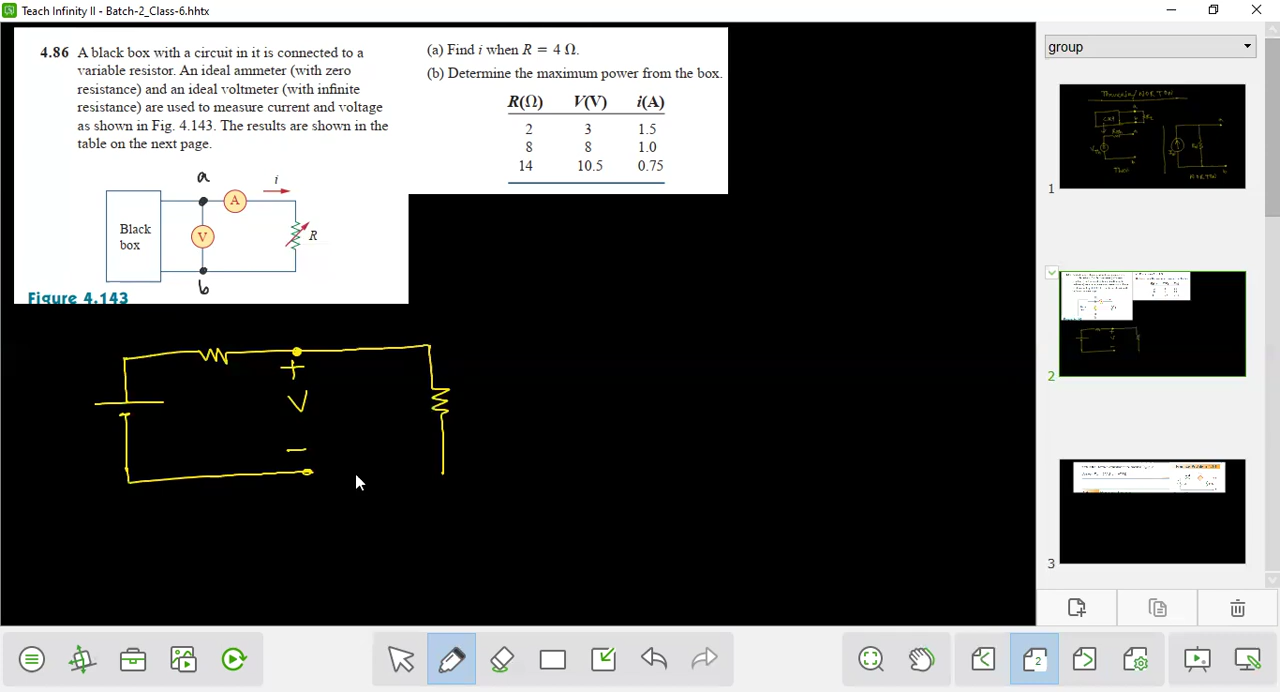 Teach Infinity II - Batch-2_Class-6.hhtx
4.86 A black box with a circuit in it is connected to a
variable resistor. An ideal ammeter (with zero
resistance) and an ideal voltmeter (with infinite
resistance) are used to measure current and voltage
as shown in Fig. 4.143. The results are shown in the
table on the next page.
a
i
A
Black
box
V
R
b
Figure 4.143
(a) Find i when R = 4 Ω.
(b) Determine the maximum power from the box.
R(Ω) V(V) i(A)
2 3 1.5
8 8 1.0
14 10.5 0.75
+
V
−
group
1
2
3
2